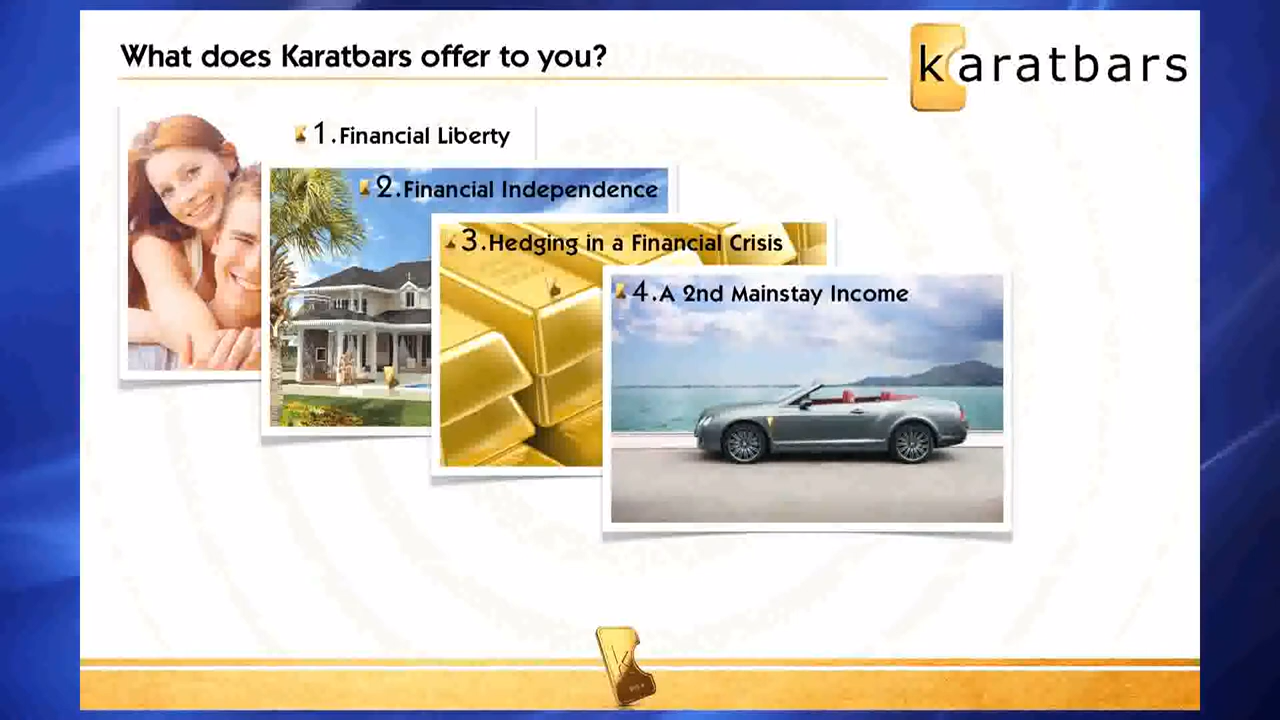 What does Karatbars offer to you?
karatbars
1.Financial Liberty
2.Financial Independence
3.Hedging in a Financial Crisis
4.A 2nd Mainstay Income
K